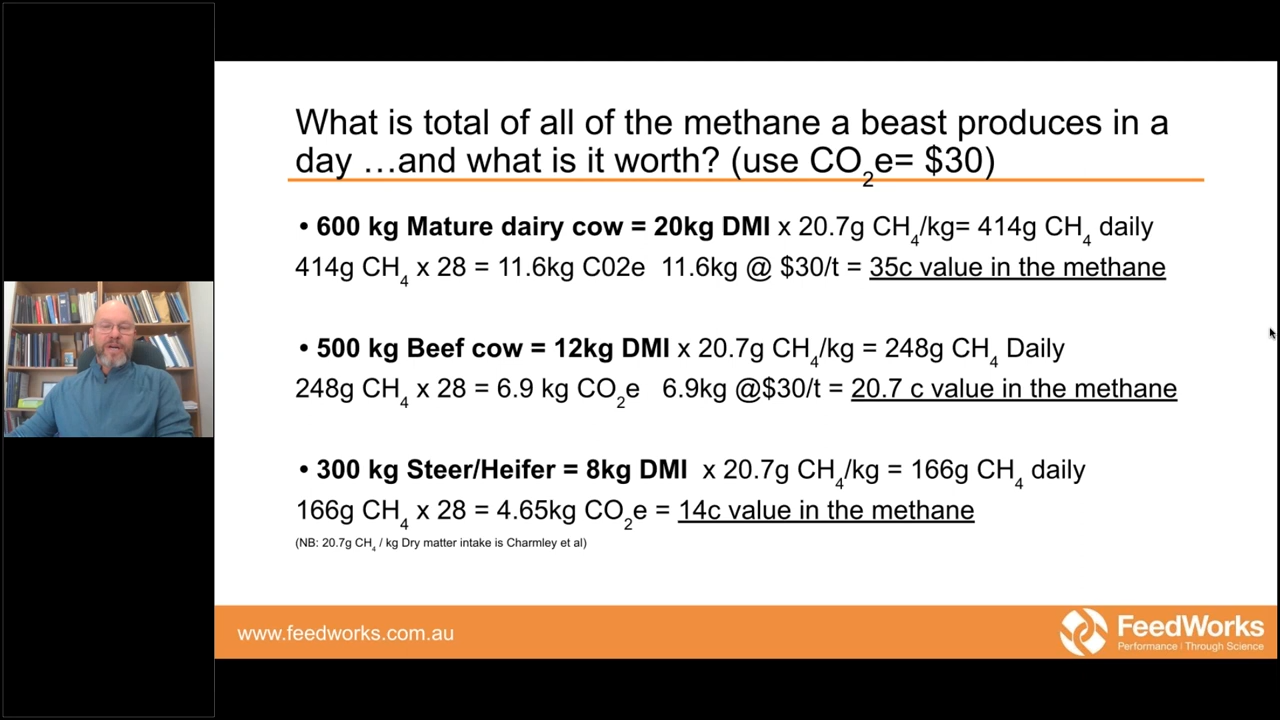 What is total of all of the methane a beast produces in a
day …and what is it worth? (use CO₂e= $30)
• 600 kg Mature dairy cow = 20kg DMI x 20.7g CH₄/kg= 414g CH₄ daily
414g CH₄ x 28 = 11.6kg C02e 11.6kg @ $30/t = 35c value in the methane
• 500 kg Beef cow = 12kg DMI x 20.7g CH₄/kg = 248g CH₄ Daily
248g CH₄ x 28 = 6.9 kg CO₂e 6.9kg @$30/t = 20.7 c value in the methane
• 300 kg Steer/Heifer = 8kg DMI x 20.7g CH₄/kg = 166g CH₄ daily
166g CH₄ x 28 = 4.65kg CO₂e = 14c value in the methane
(NB: 20.7g CH₄ / kg Dry matter intake is Charmley et al)
www.feedworks.com.au
FeedWorks
Performance | Through Science